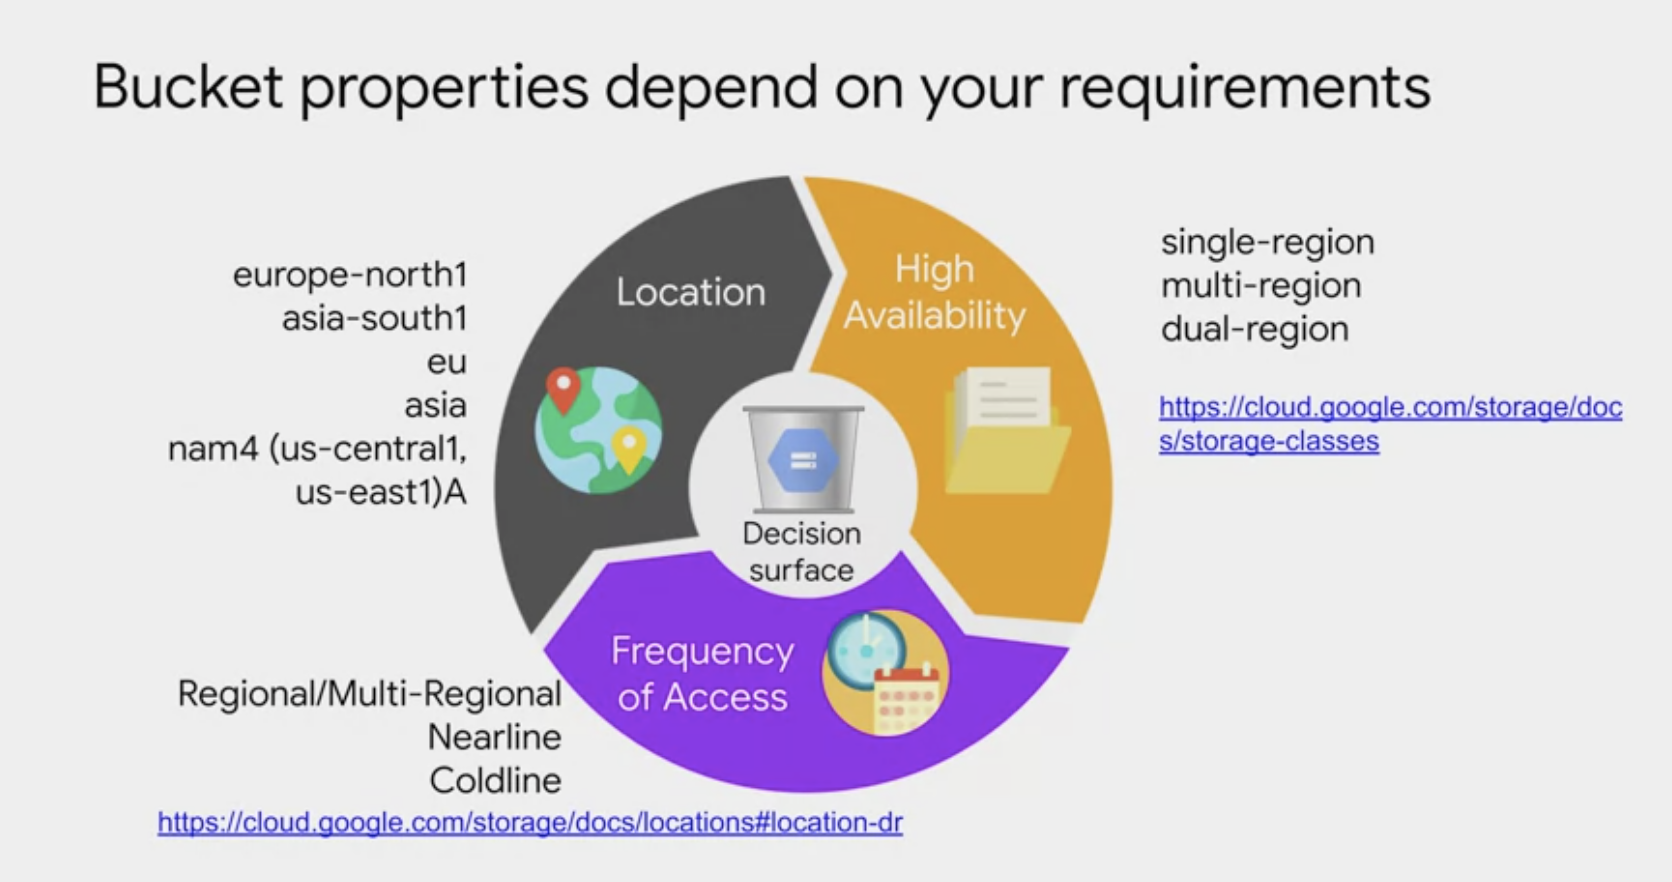 Bucket properties depend on your requirements
europe-north1
asia-south1
eu
asia
nam4 (us-central1,
us-east1)A
Location
High
Availability
single-region
multi-region
dual-region
https://cloud.google.com/storage/doc
s/storage-classes
Decision
surface
Frequency
of Access
Regional/Multi-Regional
Nearline
Coldline
https://cloud.google.com/storage/docs/locations#location-dr